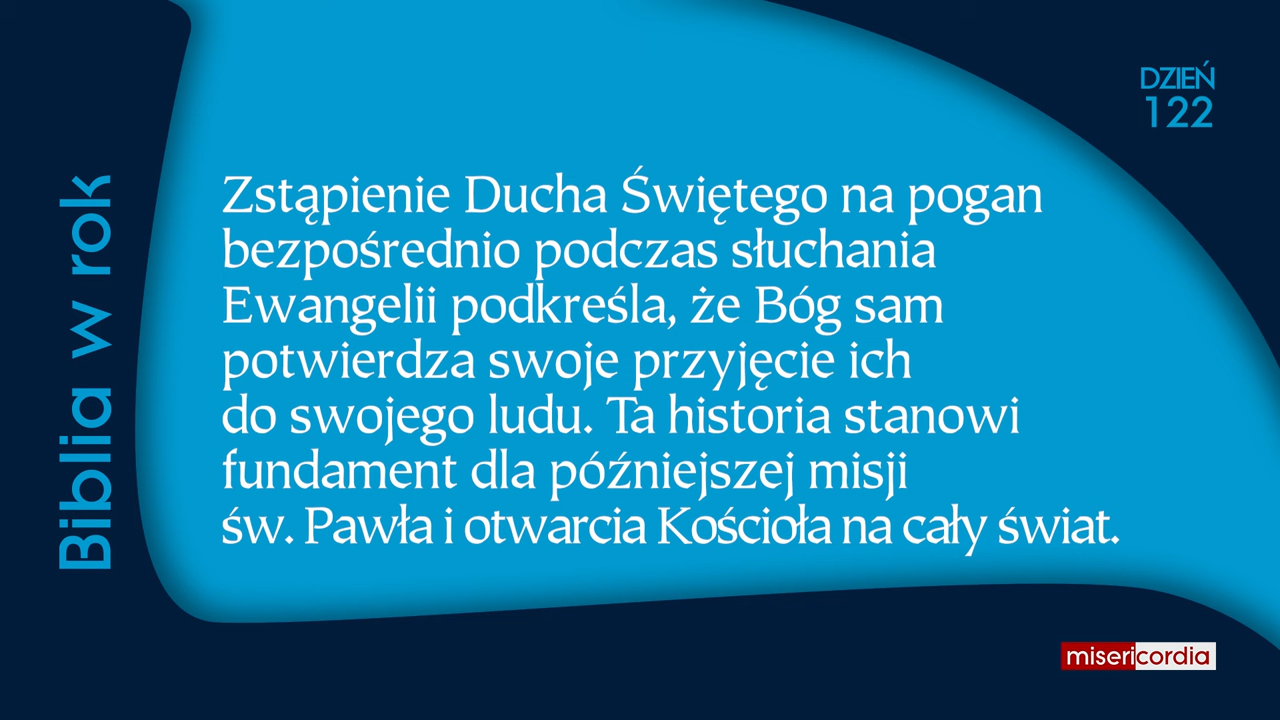 DZIEŃ
122
Biblia w rok
Zstąpienie Ducha Świętego na pogan
bezpośrednio podczas słuchania
Ewangelii podkreśla, że Bóg sam
potwierdza swoje przyjęcie ich
do swojego ludu. Ta historia stanowi
fundament dla późniejszej misji
św. Pawła i otwarcia Kościoła na cały świat.
misericordia